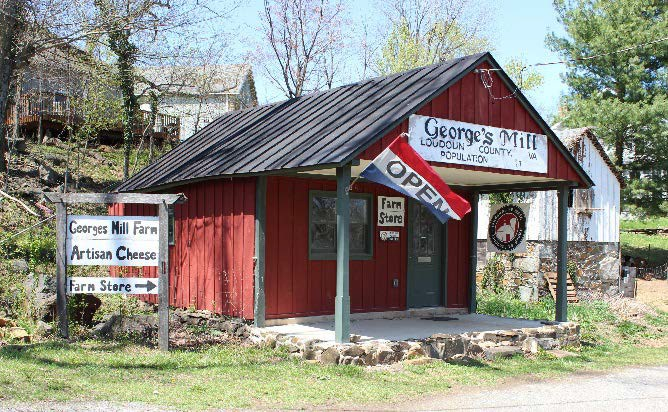 George's Mill
LOUDOUN COUNTY, VA
POPULATION
OPEN
Farm
Store
Georges Mill Farm
Artisan Cheese
Farm Store →